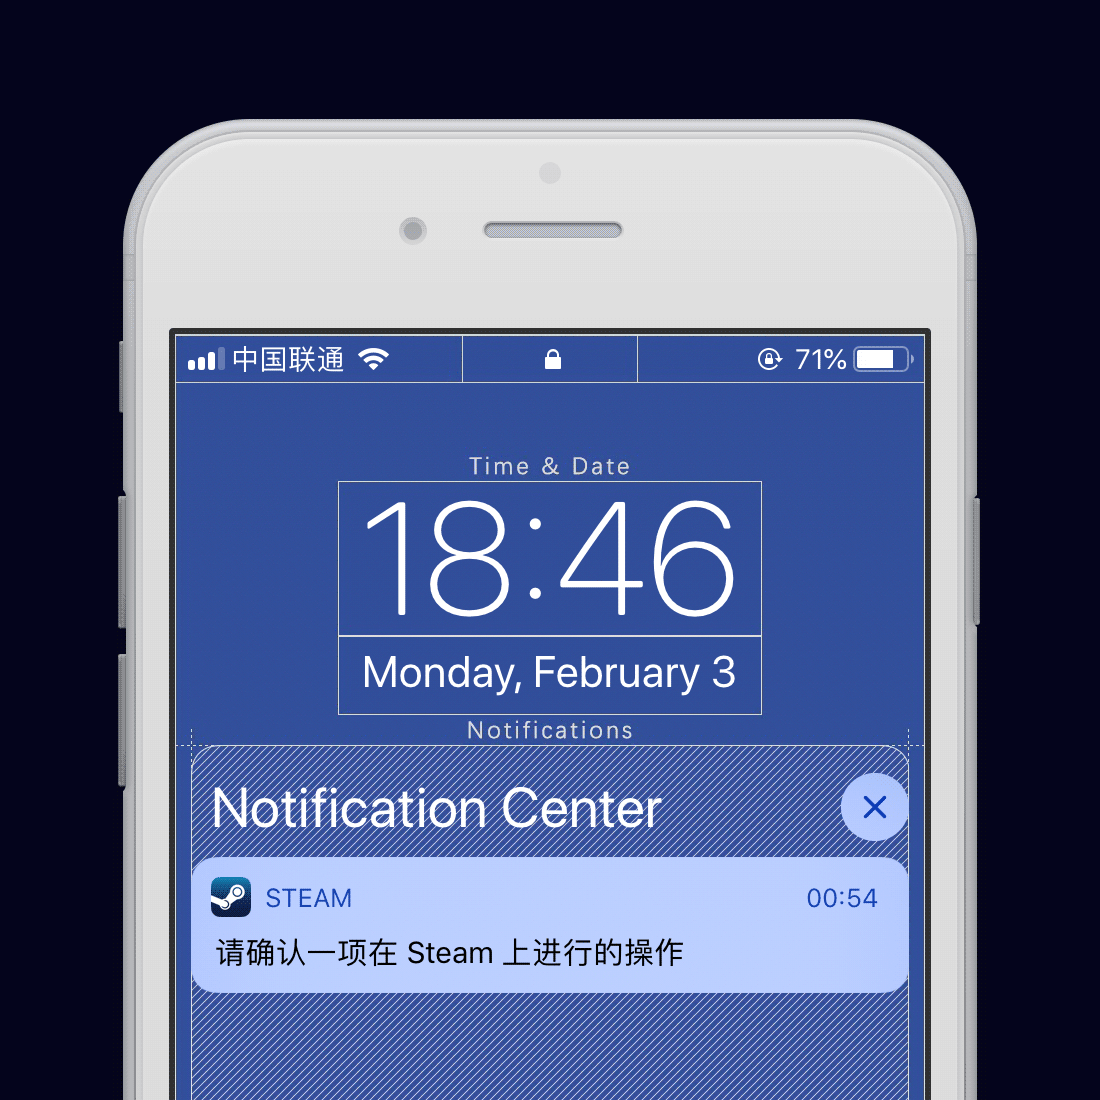 中国联通
71%
Time & Date
18:46
Monday, February 3
Notifications
Notification Center
STEAM
00:54
请确认一项在 Steam 上进行的操作